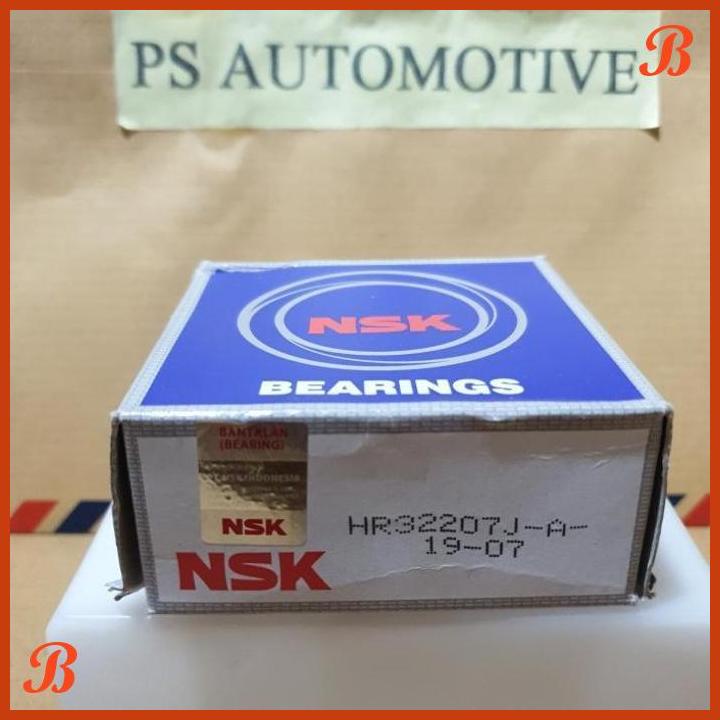 PS AUTOMOTIVE
B
NSK
BEARINGS
BANTALAN
(BEARING)
NSK
NSK
HR32207J-A-
19-07
B